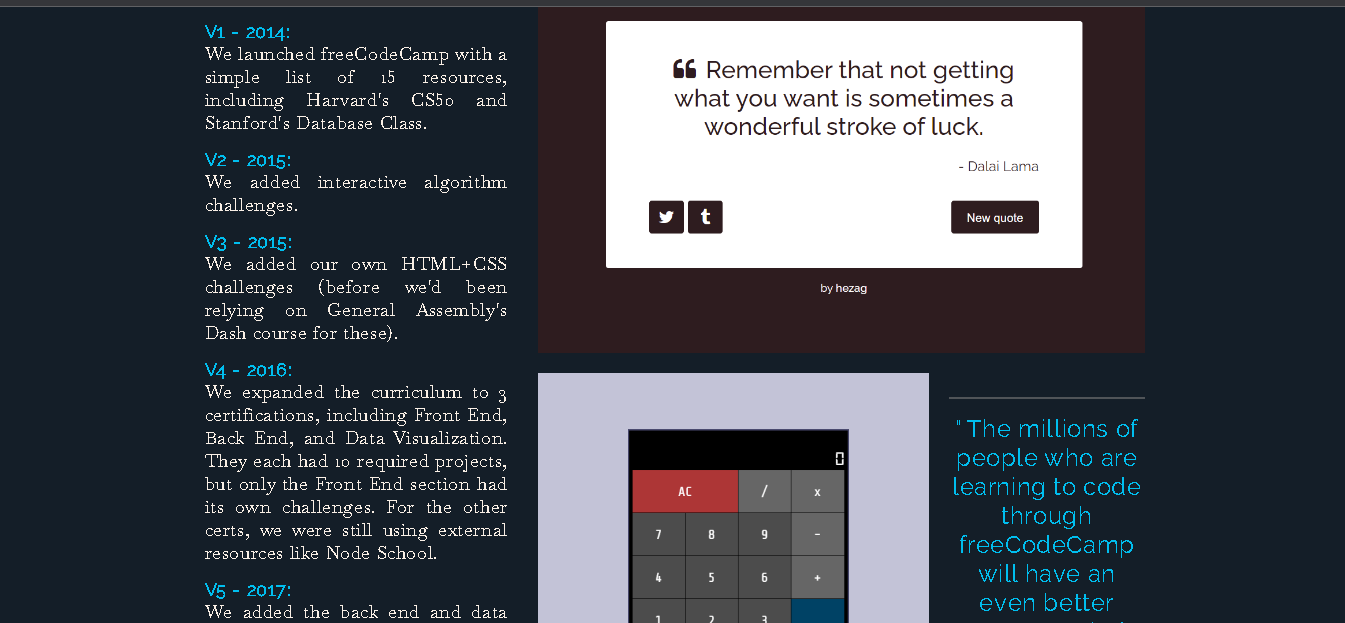 V1 - 2014:
We launched freeCodeCamp with a
simple list of 15 resources,
including Harvard's CS50 and
Stanford's Database Class.
V2 - 2015:
We added interactive algorithm
challenges.
V3 - 2015:
We added our own HTML+CSS
challenges (before we'd been
relying on General Assembly's
Dash course for these).
V4 - 2016:
We expanded the curriculum to 3
certifications, including Front End,
Back End, and Data Visualization.
They each had 10 required projects,
but only the Front End section had
its own challenges. For the other
certs, we were still using external
resources like Node School.
V5 - 2017:
We added the back end and data
“ Remember that not getting
what you want is sometimes a
wonderful stroke of luck.
- Dalai Lama
t New quote
by hezag
0
AC / x
7 8 9 -
4 5 6 +
1 2 3
" The millions of
people who are
learning to code
through
freeCodeCamp
will have an
even better